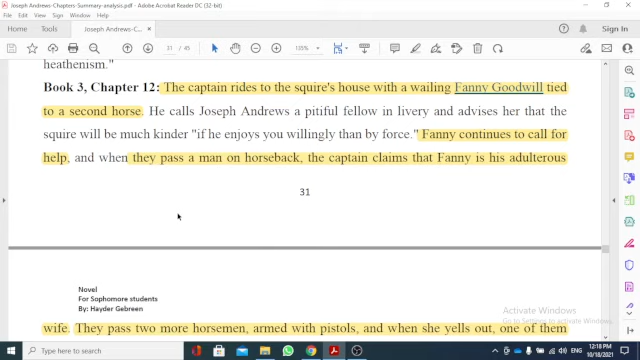 Joseph Andrews-Chapters-Summary-analysis.pdf - Adobe Acrobat Reader DC (32-bit)
File Edit View Sign Window Help
Home Tools Joseph Andrews-Cha... × Sign In
31 / 45 135%
heathenism."
Book 3, Chapter 12: The captain rides to the squire's house with a wailing Fanny Goodwill tied
to a second horse. He calls Joseph Andrews a pitiful fellow in livery and advises her that the
squire will be much kinder "if he enjoys you willingly than by force." Fanny continues to call for
help, and when they pass a man on horseback, the captain claims that Fanny is his adulterous
31
Novel
For Sophomore students
By: Hayder Gebreen
Activate Windows
Go to Settings to activate Windows.
wife. They pass two more horsemen, armed with pistols, and when she yells out, one of them
Type here to search
ENG
12:18 PM
10/18/2021